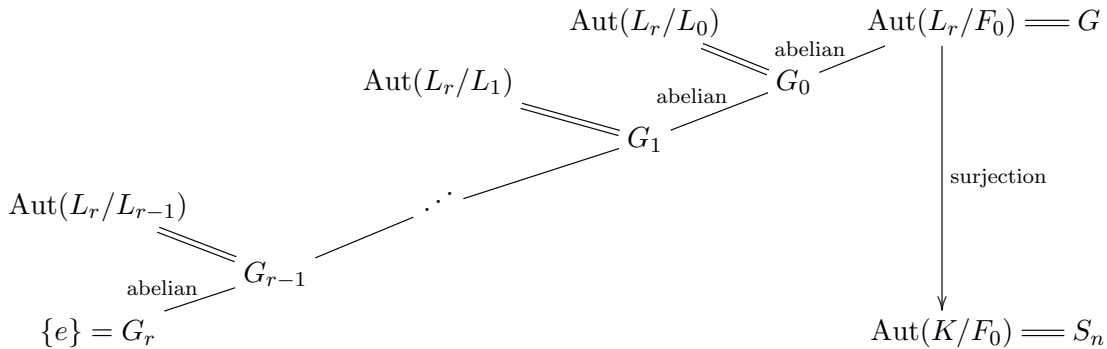 Aut(L_r/L_0)
Aut(L_r/F_0) = G
abelian
Aut(L_r/L_1)
abelian
G_0
G_1
surjection
Aut(L_r/L_{r−1})
⋰
G_{r−1}
abelian
{e} = G_r
Aut(K/F_0) = S_n